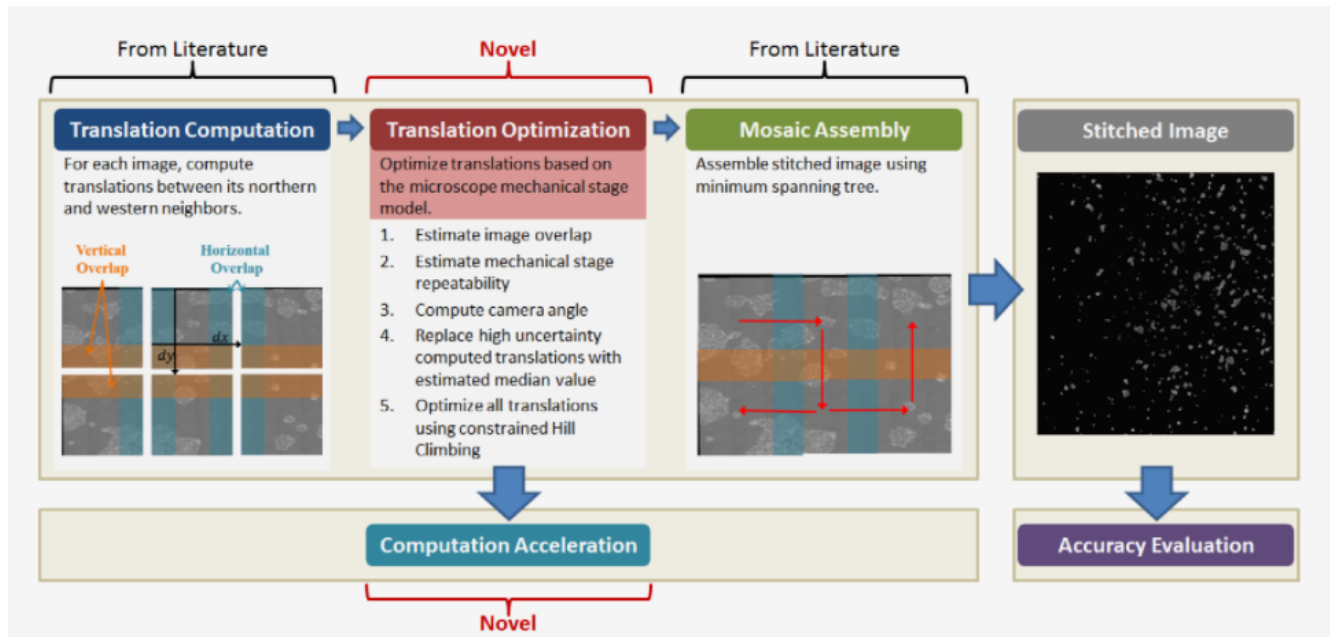 From Literature
Novel
From Literature
Translation Computation
For each image, compute
translations between its northern
and western neighbors.
Vertical
Overlap
Horizontal
Overlap
dx
dy
Translation Optimization
Optimize translations based on
the microscope mechanical stage
model.
1. Estimate image overlap
2. Estimate mechanical stage
repeatability
3. Compute camera angle
4. Replace high uncertainty
computed translations with
estimated median value
5. Optimize all translations
using constrained Hill
Climbing
Mosaic Assembly
Assemble stitched image using
minimum spanning tree.
Stitched Image
Computation Acceleration
Accuracy Evaluation
Novel